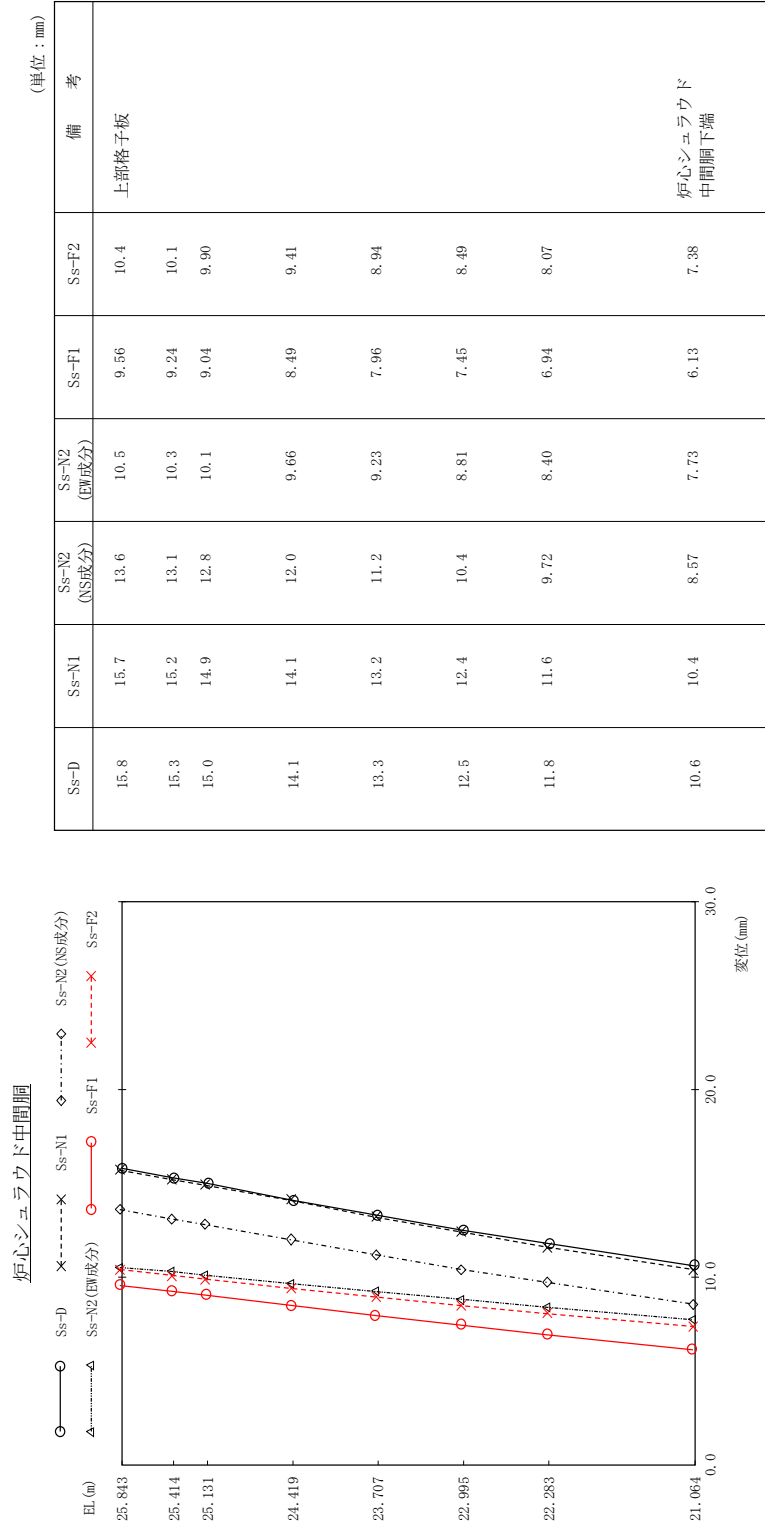 炉心シュラウド中間胴
Ss-D Ss-N1 Ss-N2(NS成分)
Ss-N2(EW成分) Ss-F1 Ss-F2
EL(m)
25.843
25.414
25.131
24.419
23.707
22.995
22.283
21.064
0.0 10.0 20.0 30.0
変位(mm)
(単位:mm)
Ss-D Ss-N1 Ss-N2(NS成分) Ss-N2(EW成分) Ss-F1 Ss-F2 備考
15.8 15.7 13.6 10.5 9.56 10.4 上部格子板
15.3 15.2 13.1 10.3 9.24 10.1
15.0 14.9 12.8 10.1 9.04 9.90
14.1 14.1 12.0 9.66 8.49 9.41
13.3 13.2 11.2 9.23 7.96 8.94
12.5 12.4 10.4 8.81 7.45 8.49
11.8 11.6 9.72 8.40 6.94 8.07
10.6 10.4 8.57 7.73 6.13 7.38 炉心シュラウド
中間胴下端